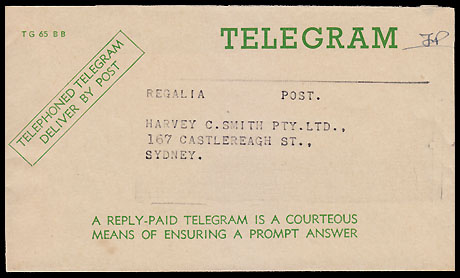 TG 65 BB
TELEGRAM
JP
TELEPHONED TELEGRAM
DELIVER BY POST
REGALIA POST.
HARVEY C.SMITH PTY.LTD.,
167 CASTLEREAGH ST.,
SYDNEY.
A REPLY-PAID TELEGRAM IS A COURTEOUS
MEANS OF ENSURING A PROMPT ANSWER